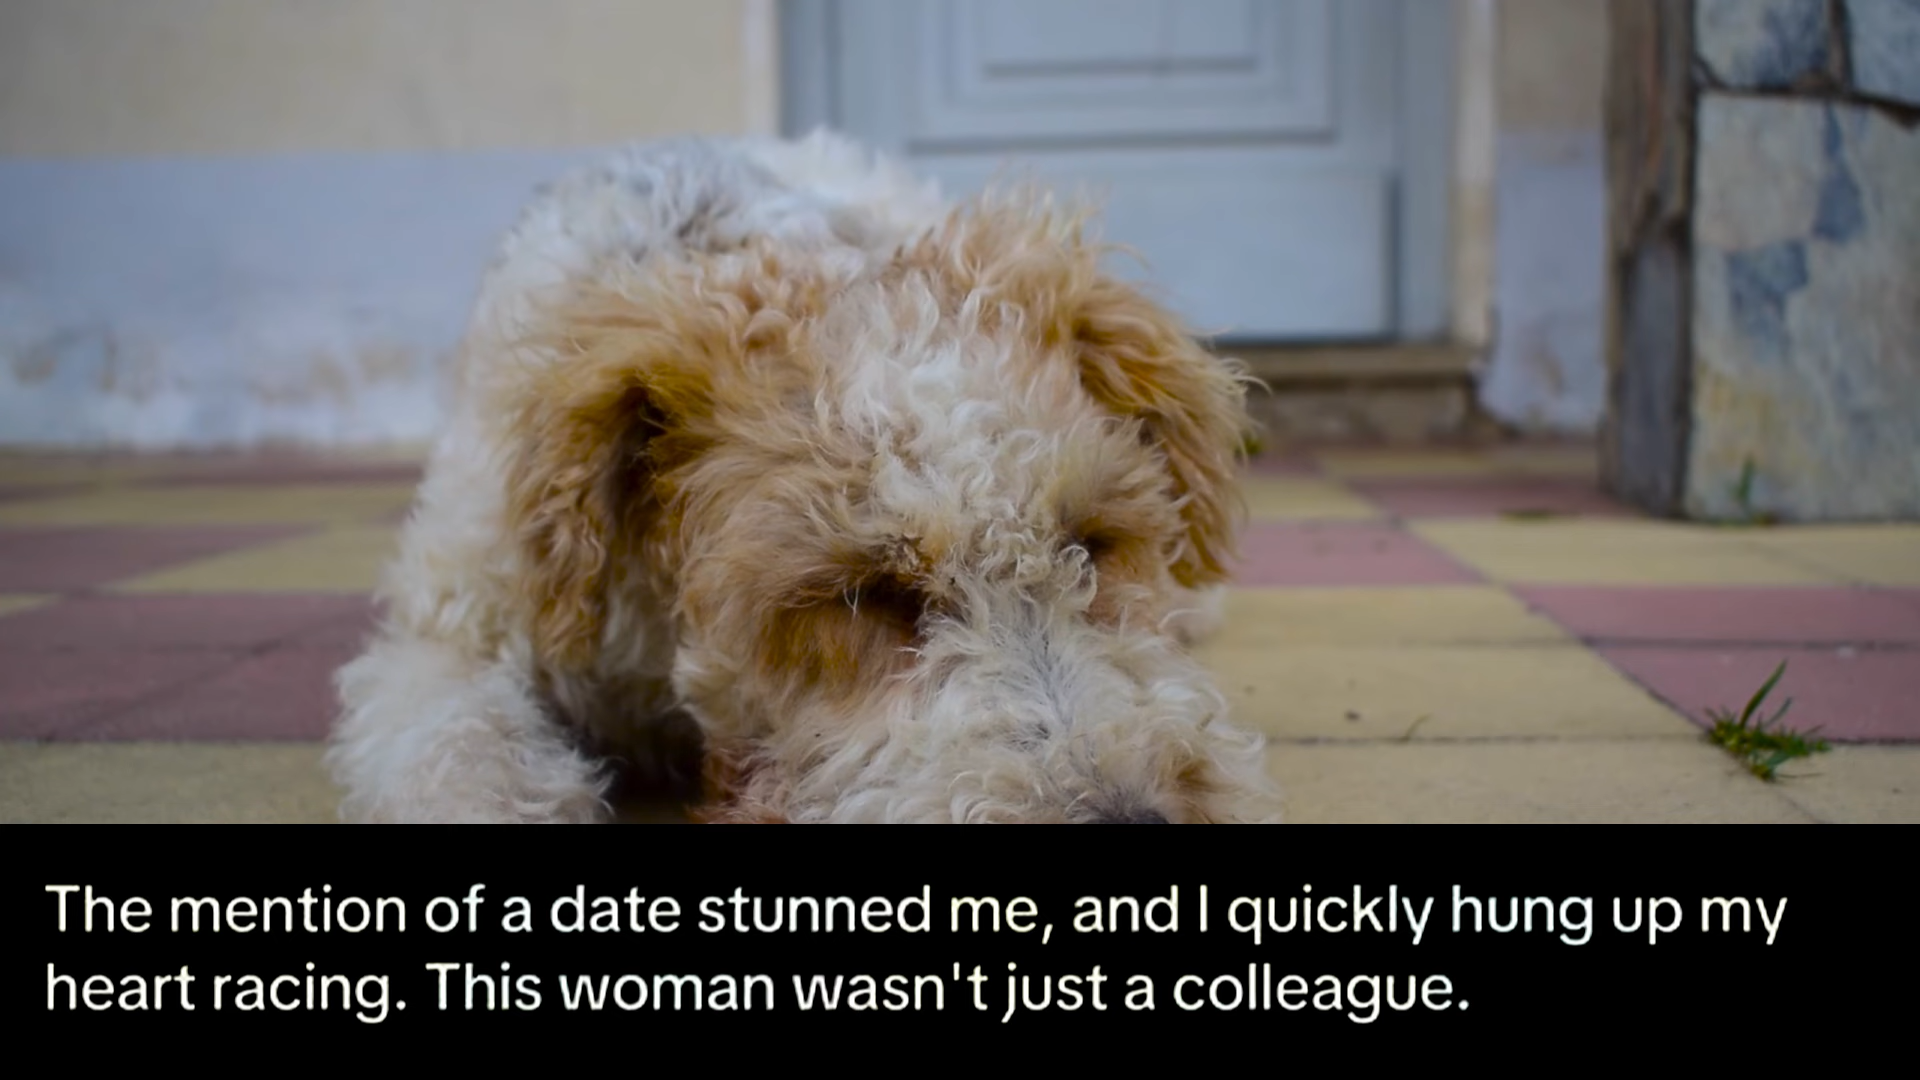 The mention of a date stunned me, and I quickly hung up my
heart racing. This woman wasn't just a colleague.